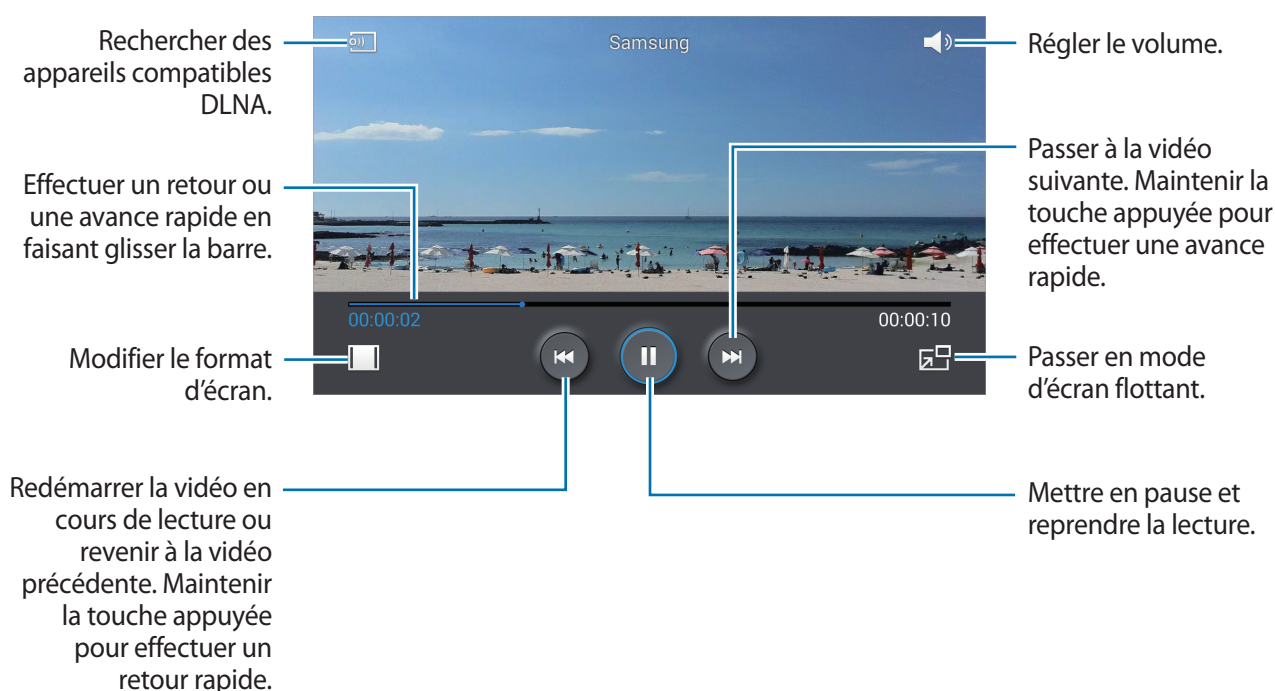 Rechercher des
appareils compatibles
DLNA.
Samsung
Régler le volume.
Effectuer un retour ou
une avance rapide en
faisant glisser la barre.
Passer à la vidéo
suivante. Maintenir la
touche appuyée pour
effectuer une avance
rapide.
00:00:02
00:00:10
Modifier le format
d'écran.
Passer en mode
d'écran flottant.
Redémarrer la vidéo en
cours de lecture ou
revenir à la vidéo
précédente. Maintenir
la touche appuyée
pour effectuer un
retour rapide.
Mettre en pause et
reprendre la lecture.